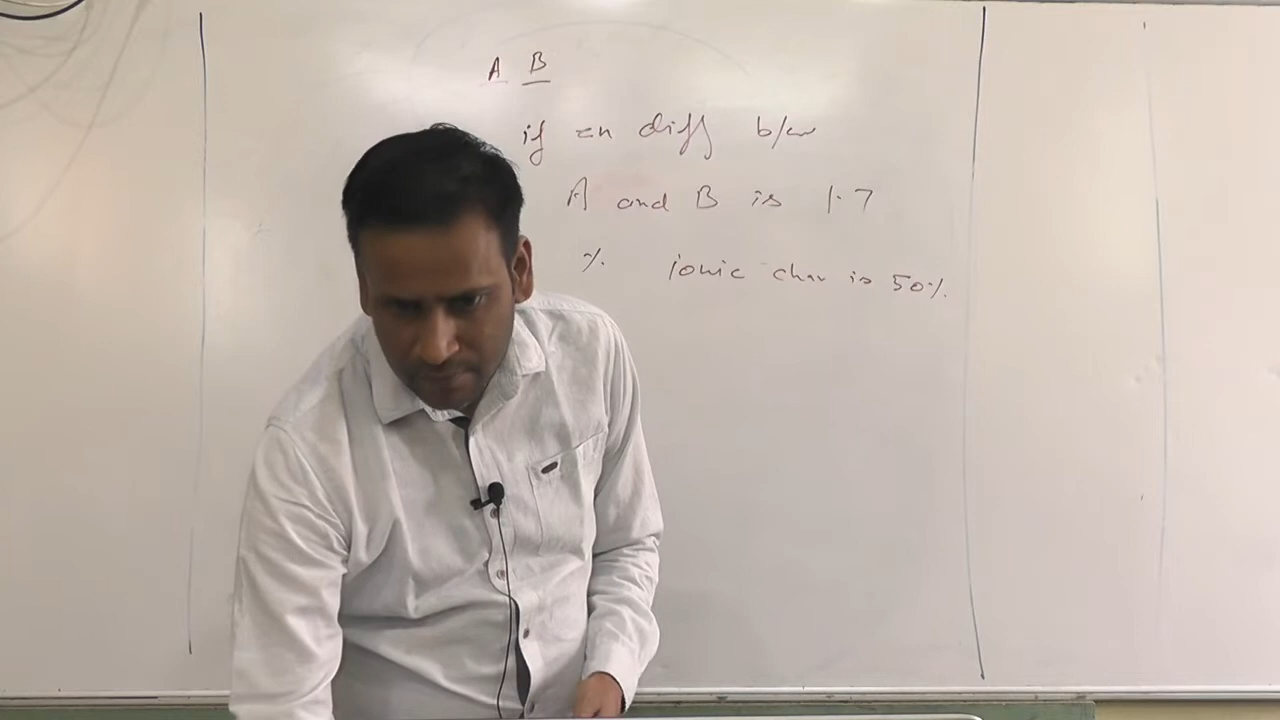 A B
if en diff b/w
A and B is 1.7
% ionic char is 50%.